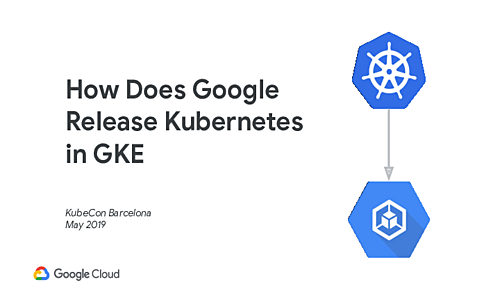 How Does Google
Release Kubernetes
in GKE
KubeCon Barcelona
May 2019
Google Cloud